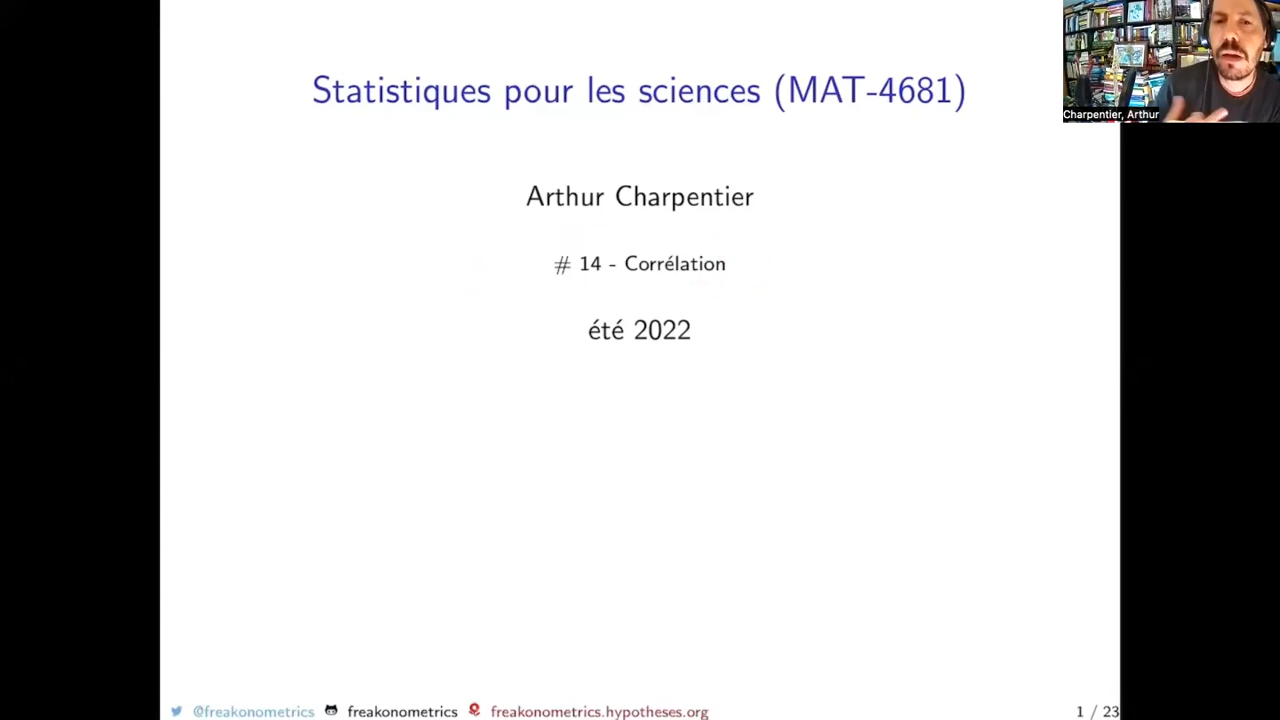 Statistiques pour les sciences (MAT-4681)
Charpentier, Arthur
Arthur Charpentier
# 14 - Corrélation
été 2022
@freakonometrics freakonometrics freakonometrics.hypotheses.org 1 / 23